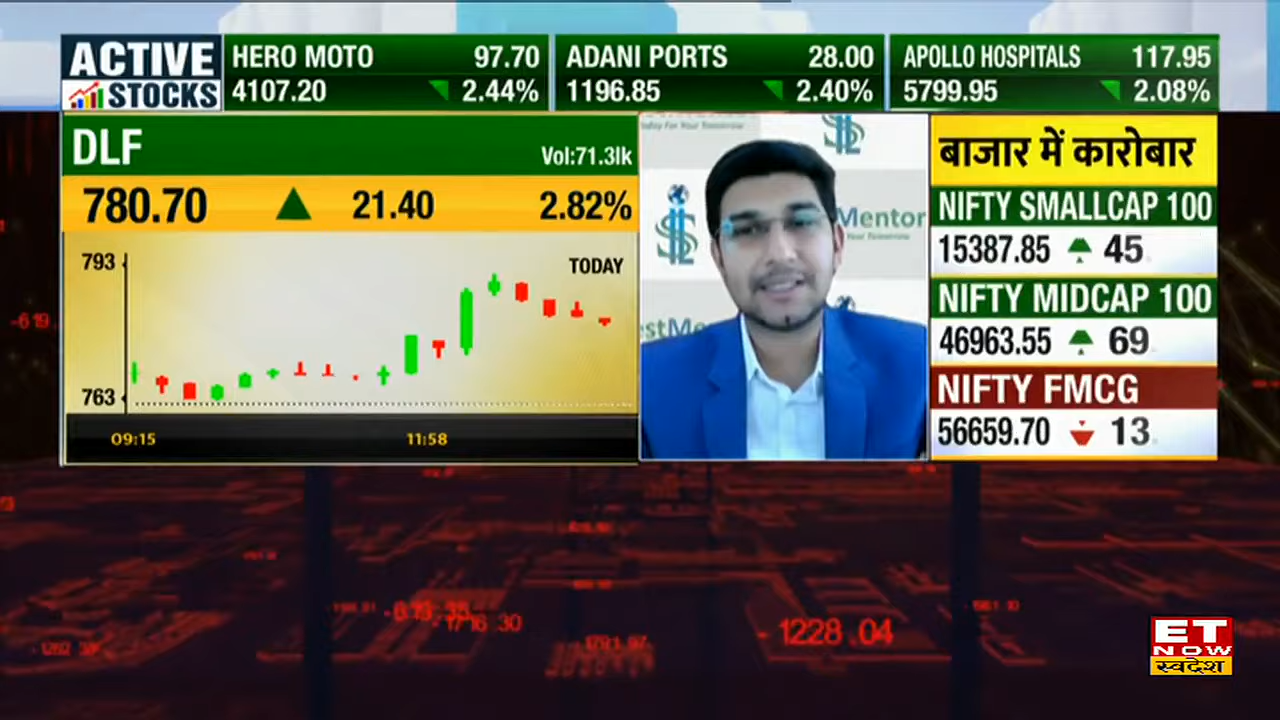 ACTIVE
STOCKS
HERO MOTO 97.70
4107.20 2.44%
ADANI PORTS 28.00
1196.85 2.40%
APOLLO HOSPITALS 117.95
5799.95 2.08%
DLF
Vol:71.3lk
780.70 21.40 2.82%
793
TODAY
763
09:15 11:58
Mentor
बाजार में कारोबार
NIFTY SMALLCAP 100
15387.85 45
NIFTY MIDCAP 100
46963.55 69
NIFTY FMCG
56659.70 13
-619
- 1228 .04
ET
NOW
स्वदेश